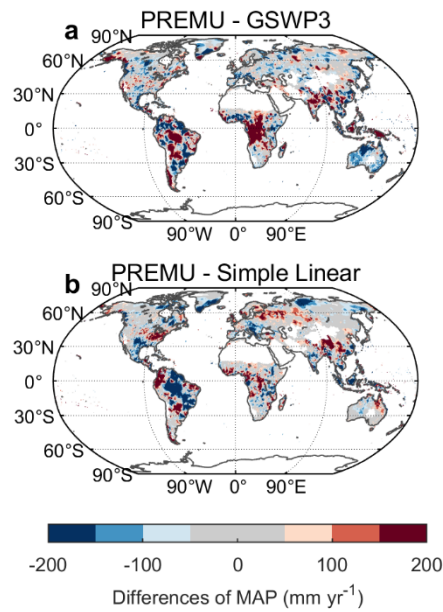 PREMU - GSWP3
a
90°N
60°N
30°N
0°
30°S
60°S
90°S
90°W 0° 90°E
PREMU - Simple Linear
b
90°N
60°N
30°N
0°
30°S
60°S
90°S
90°W 0° 90°E
-200 -100 0 100 200
Differences of MAP (mm yr⁻¹)